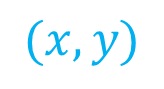 (x, y)